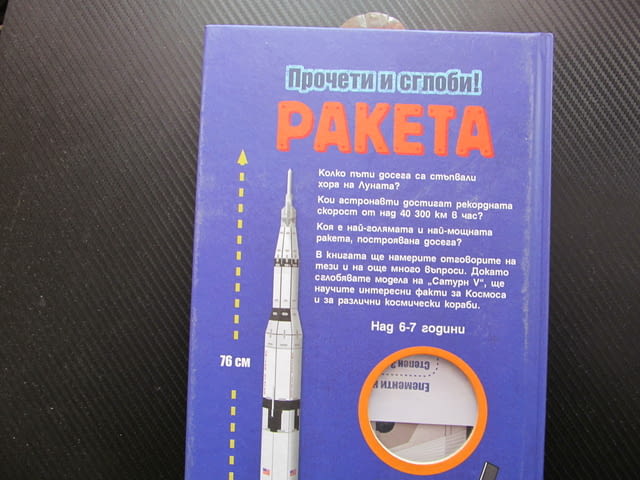 Прочети и сглоби!
РАКЕТА
Колко пъти досега са стъпвали
хора на Луната?
Кои астронавти достигат рекордната
скорост от над 40 300 км в час?
Коя е най-голямата и най-мощната
ракета, построявана досега?
В книгата ще намерите отговорите на
тези и на още много въпроси. Докато
сглобявате модела на „Сатурн V“, ще
научите интересни факти за Космоса
и за различни космически кораби.
Над 6-7 години
76 см
Степен
Елементи